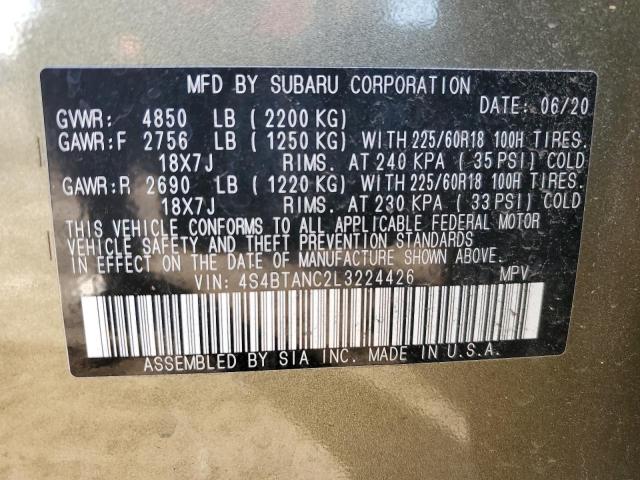 MFD BY SUBARU CORPORATION
DATE: 06/20
GVWR: 4850 LB ( 2200 KG)
GAWR:F 2756 LB ( 1250 KG) WITH 225/60R18 100H TIRES.
18X7J RIMS. AT 240 KPA ( 35 PSI) COLD
GAWR:R 2690 LB ( 1220 KG) WITH 225/60R18 100H TIRES.
18X7J RIMS. AT 230 KPA ( 33 PSI) COLD
THIS VEHICLE CONFORMS TO ALL APPLICABLE FEDERAL MOTOR
VEHICLE SAFETY AND THEFT PREVENTION STANDARDS
IN EFFECT ON THE DATE OF MANUFACTURE SHOWN ABOVE.
VIN: 4S4BTANC2L3224426 MPV
ASSEMBLED BY SIA INC. MADE IN U.S.A.